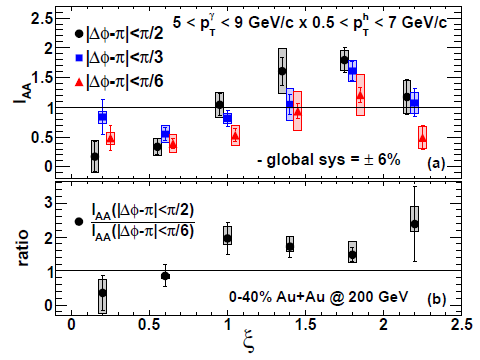 5 < p_T^γ < 9 GeV/c x 0.5 < p_T^h < 7 GeV/c
|Δϕ-π|<π/2
|Δϕ-π|<π/3
|Δϕ-π|<π/6
I_AA
2.5
2
1.5
1
0.5
0
- global sys = ± 6%
(a)
I_AA(|Δϕ-π|<π/2)
I_AA(|Δϕ-π|<π/6)
ratio
3
2
1
0
0-40% Au+Au @ 200 GeV
(b)
0 0.5 1 1.5 2 2.5
ξ